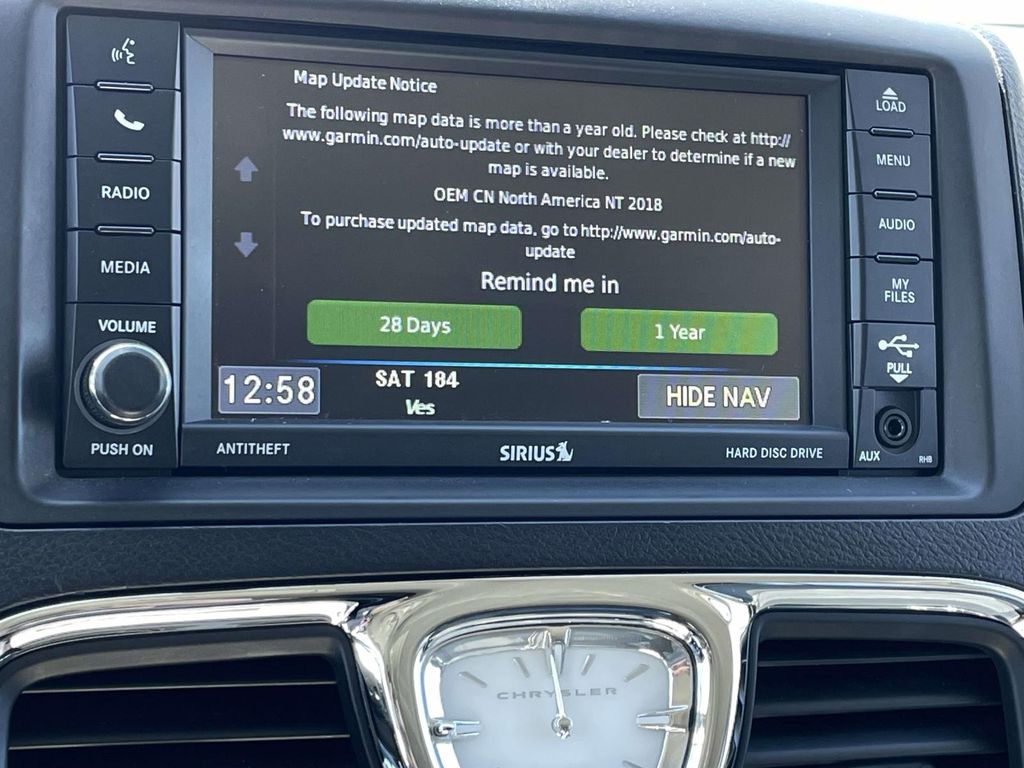 Map Update Notice
The following map data is more than a year old. Please check at http://
www.garmin.com/auto-update or with your dealer to determine if a new
map is available.
OEM CN North America NT 2018
To purchase updated map data, go to http://www.garmin.com/auto-
update
Remind me in
28 Days
1 Year
12:58
SAT 184
Ves
HIDE NAV
RADIO
MEDIA
VOLUME
PUSH ON
ANTITHEFT
SIRIUS
HARD DISC DRIVE
LOAD
MENU
AUDIO
MY
FILES
PULL
AUX
RHB
CHRYSLER